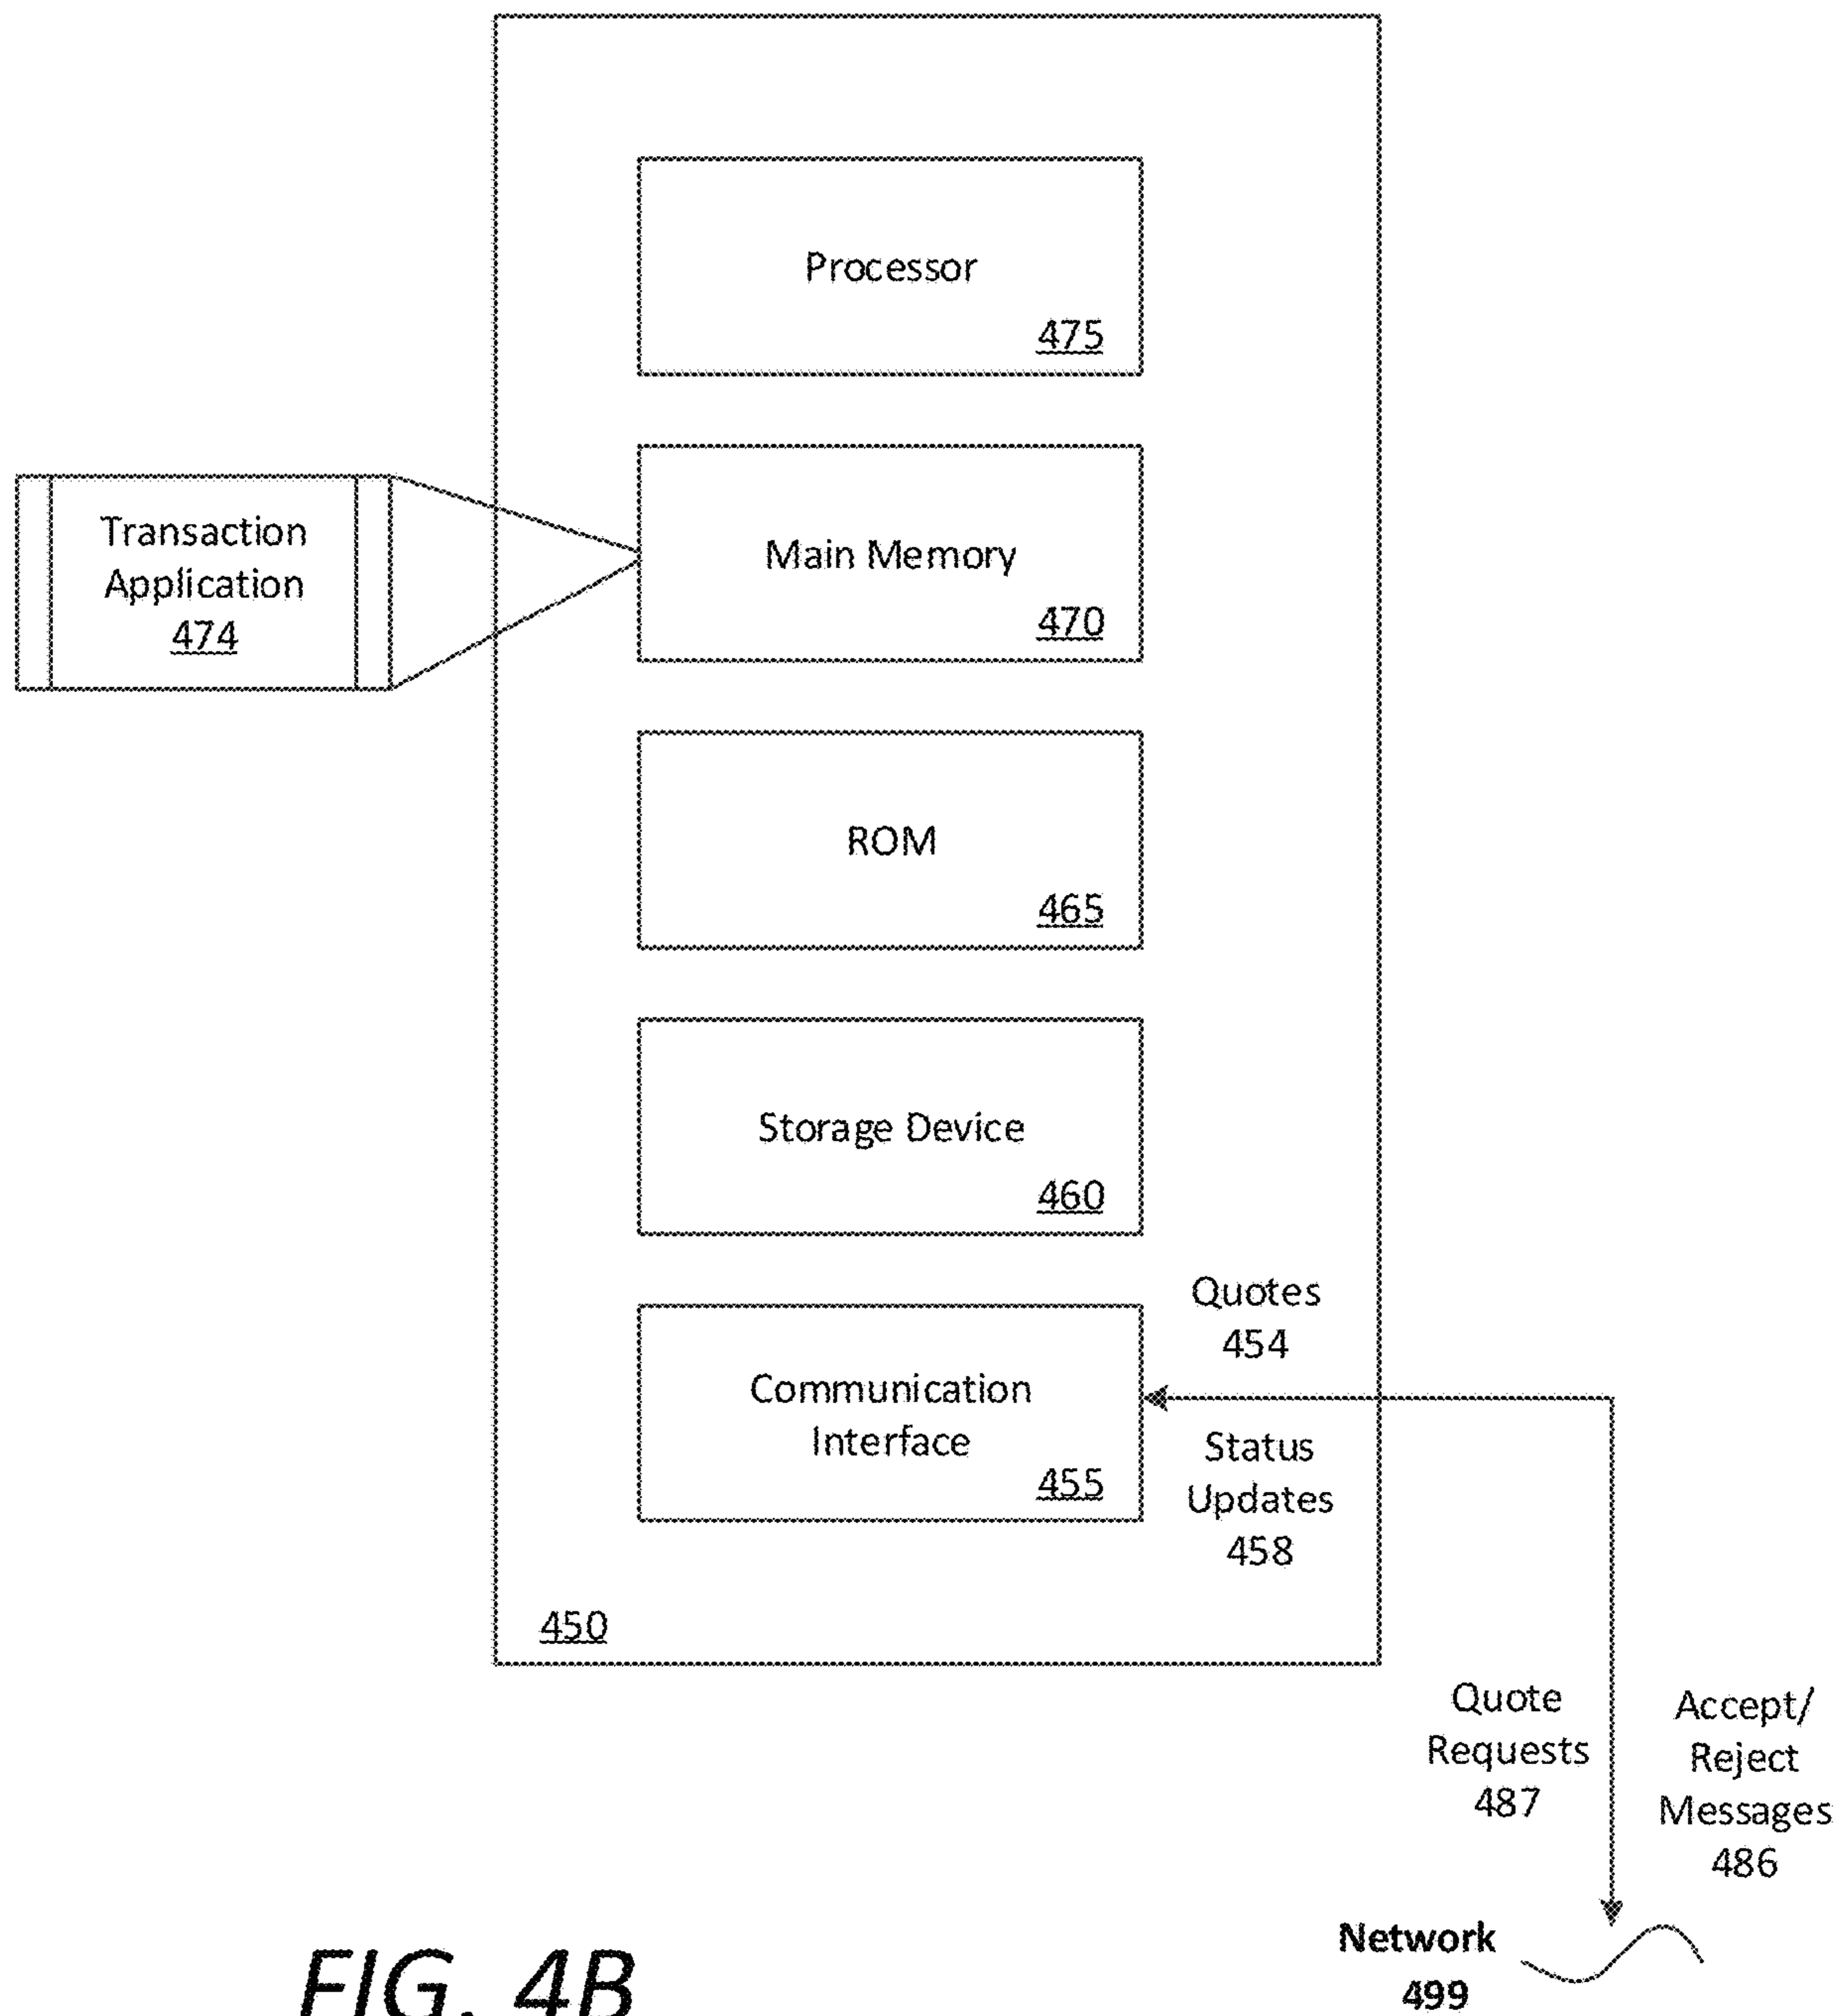 Processor
475
Transaction
Application
474
Main Memory
470
ROM
465
Storage Device
460
Quotes
454
Communication
Interface
455
Status
Updates
458
450
Quote
Requests
487
Accept/
Reject
Messages
486
Network
499
FIG. 4B